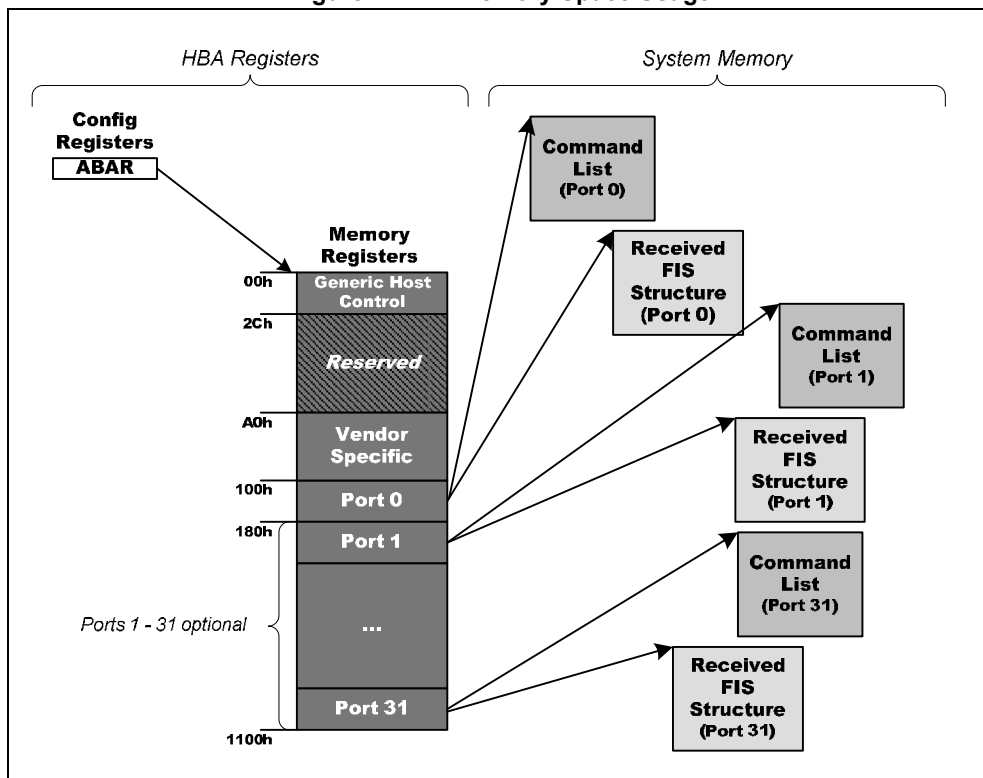 HBA Registers
System Memory
Config
Registers
ABAR
Memory
Registers
00h
Generic Host
Control
2Ch
Reserved
A0h
Vendor
Specific
100h
Port 0
180h
Port 1
Ports 1 - 31 optional
...
Port 31
1100h
Command
List
(Port 0)
Received
FIS
Structure
(Port 0)
Command
List
(Port 1)
Received
FIS
Structure
(Port 1)
Command
List
(Port 31)
Received
FIS
Structure
(Port 31)